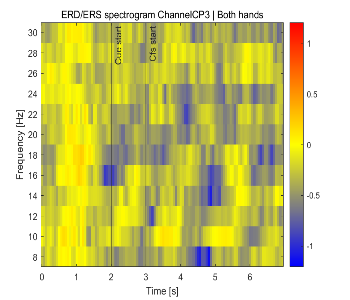 ERD/ERS spectrogram ChannelCP3 | Both hands
Cue start
Cfs start
Frequency [Hz]
30
28
26
24
22
20
18
16
14
12
10
8
0 1 2 3 4 5 6
Time [s]
1
0.5
0
-0.5
-1